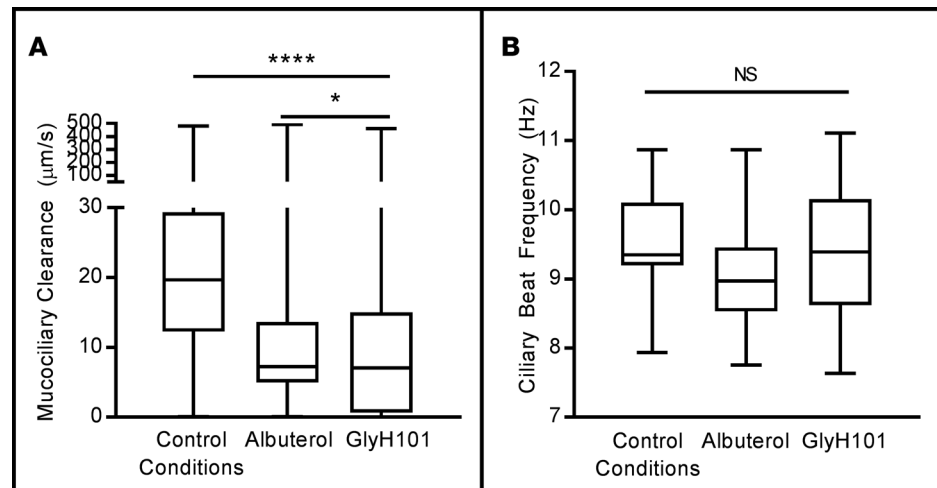 A
****
*
Mucociliary Clearance (μm/s)
500
400
300
200
100
30
20
10
0
Control
Conditions
Albuterol
GlyH101
B
NS
Ciliary Beat Frequency (Hz)
12
11
10
9
8
7
Control
Conditions
Albuterol
GlyH101